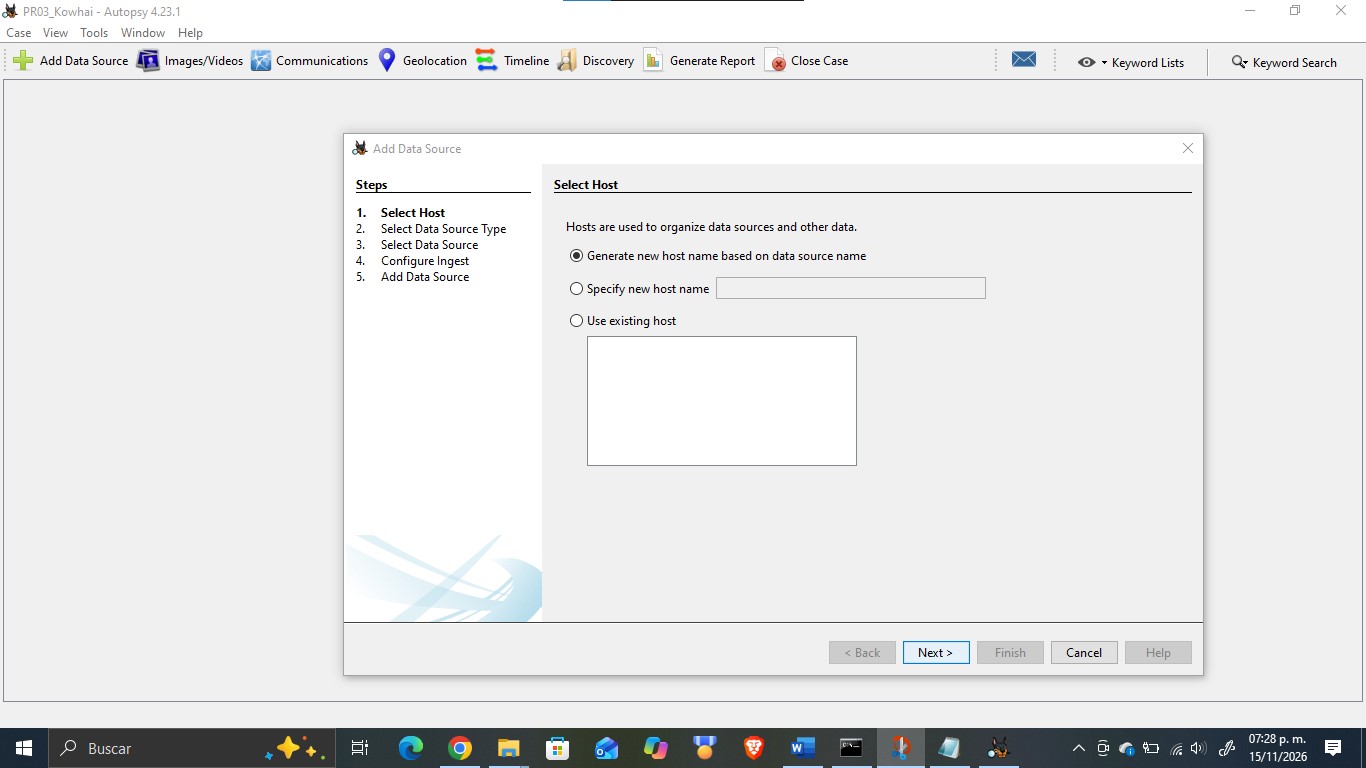 PR03_Kowhai - Autopsy 4.23.1
Case View Tools Window Help
Add Data Source Images/Videos Communications Geolocation Timeline Discovery Generate Report Close Case Keyword Lists Keyword Search
Add Data Source
Steps
1. Select Host
2. Select Data Source Type
3. Select Data Source
4. Configure Ingest
5. Add Data Source
Select Host
Hosts are used to organize data sources and other data.
Generate new host name based on data source name
Specify new host name
Use existing host
< Back Next > Finish Cancel Help
Buscar
07:28 p. m.
15/11/2026